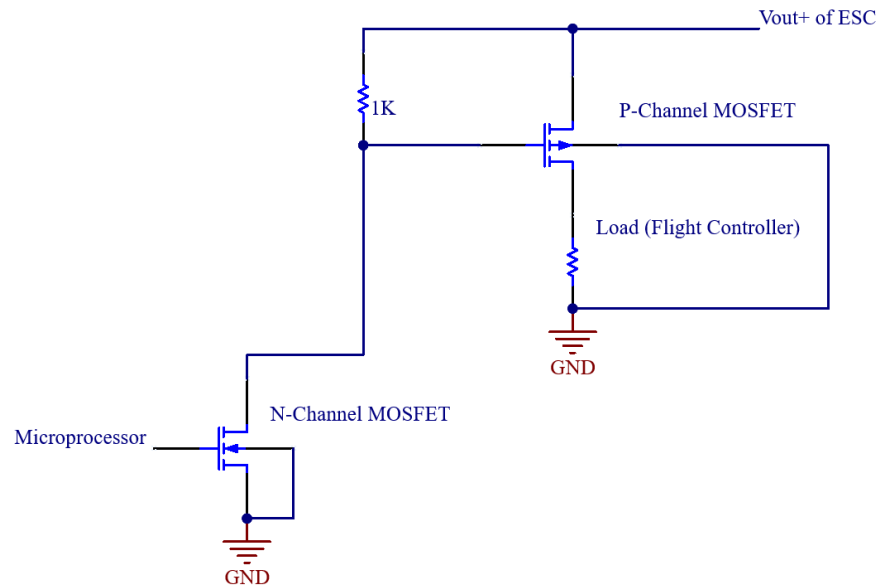 Vout+ of ESC
1K
P-Channel MOSFET
Load (Flight Controller)
GND
N-Channel MOSFET
Microprocessor
GND